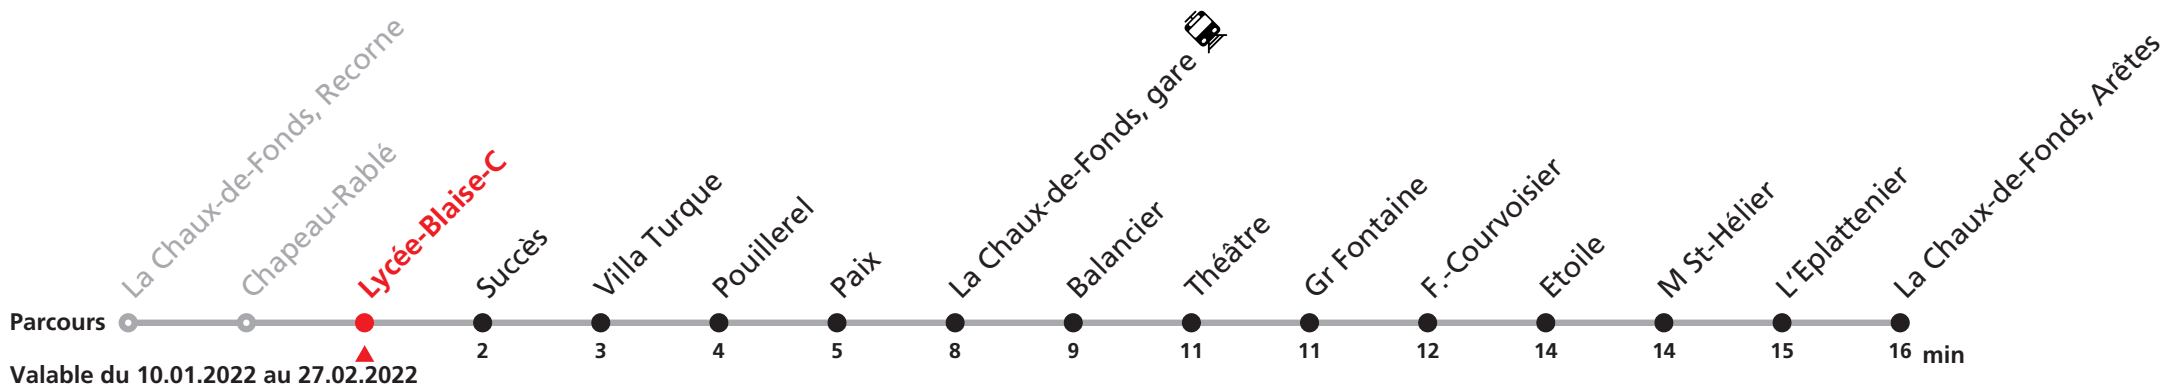 La Chaux-de-Fonds, Recorne
Chapeau-Rablé
Lycée-Blaise-C
Succès
Villa Turque
Pouillerel
Paix
La Chaux-de-Fonds, gare
Balancier
Théâtre
Gr Fontaine
F.-Courvoisier
Etoile
M St-Hélier
L'Eplattenier
La Chaux-de-Fonds, Arêtes
Parcours
2 3 4 5 8 9 11 11 12 14 14 15 16 min
Valable du 10.01.2022 au 27.02.2022